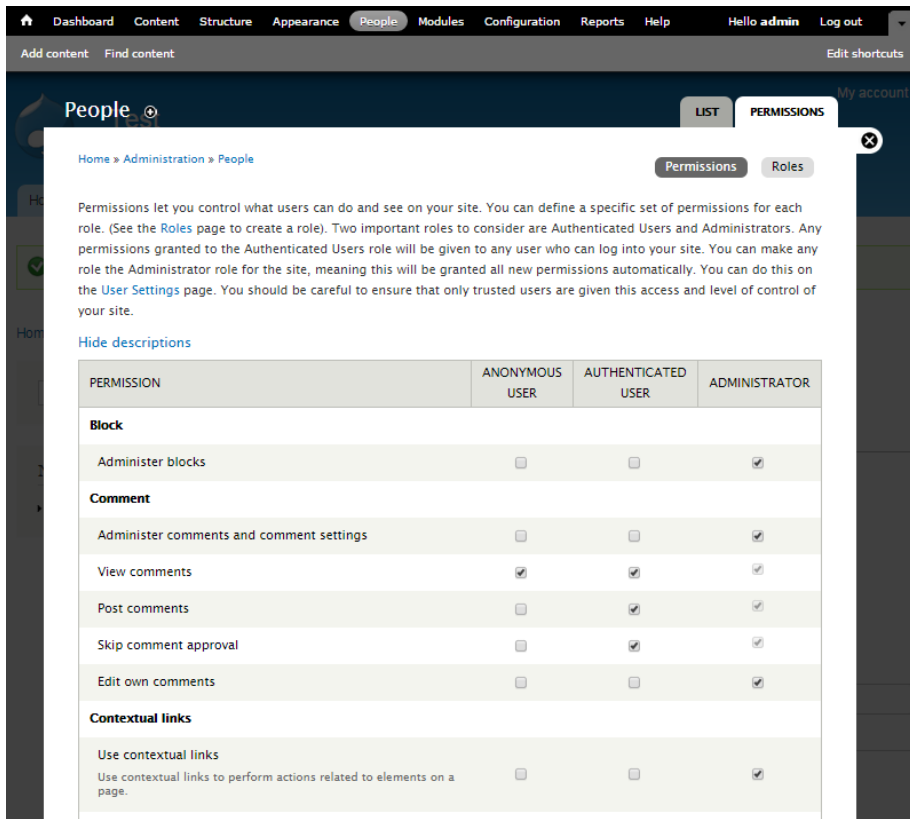 Dashboard Content Structure Appearance People Modules Configuration Reports Help Hello admin Log out
Add content Find content Edit shortcuts
My account
People
Test
LIST PERMISSIONS
Home » Administration » People
Permissions Roles
Permissions let you control what users can do and see on your site. You can define a specific set of permissions for each
role. (See the Roles page to create a role). Two important roles to consider are Authenticated Users and Administrators. Any
permissions granted to the Authenticated Users role will be given to any user who can log into your site. You can make any
role the Administrator role for the site, meaning this will be granted all new permissions automatically. You can do this on
the User Settings page. You should be careful to ensure that only trusted users are given this access and level of control of
your site.
Hom
Hide descriptions
PERMISSION ANONYMOUS USER AUTHENTICATED USER ADMINISTRATOR
Block
Administer blocks
Comment
Administer comments and comment settings
View comments
Post comments
Skip comment approval
Edit own comments
Contextual links
Use contextual links
Use contextual links to perform actions related to elements on a
page.